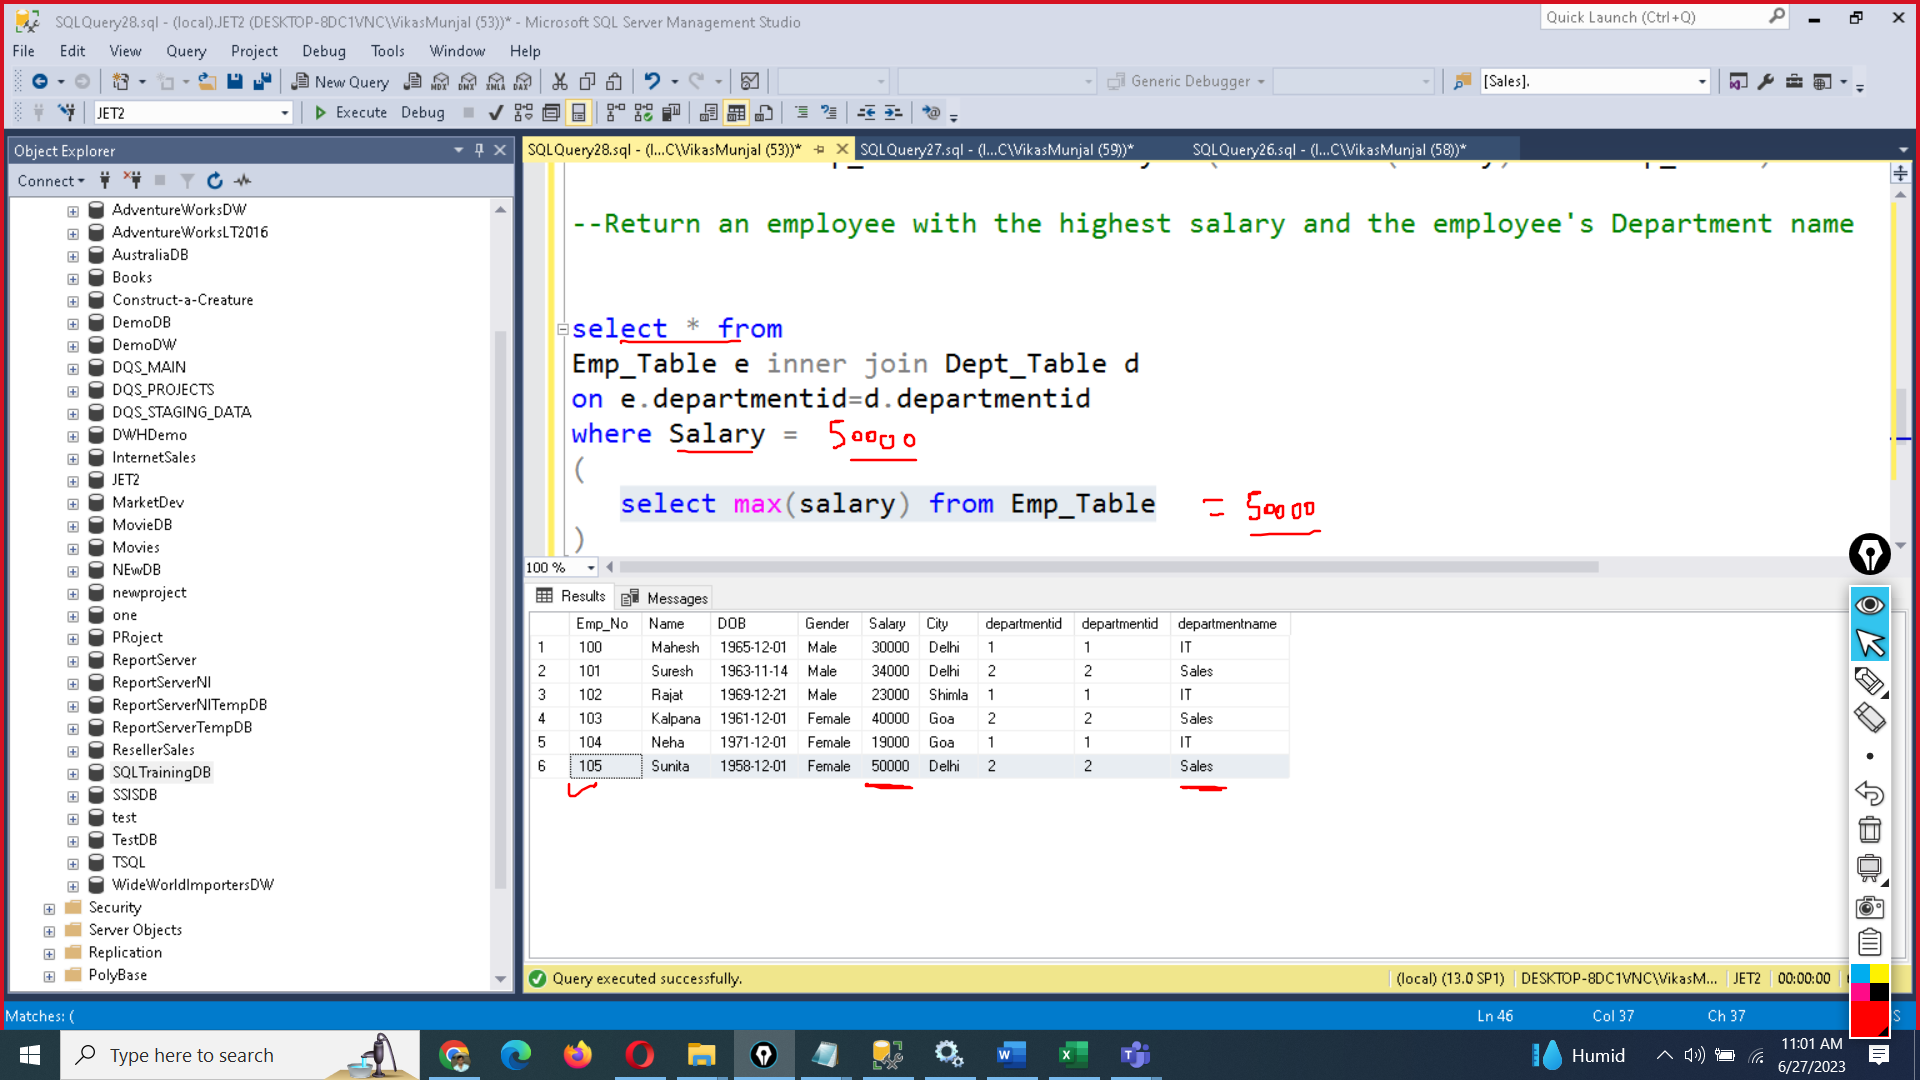 SQLQuery28.sql - (local).JET2 (DESKTOP-8DC1VNC\VikasMunjal (53))* - Microsoft SQL Server Management Studio
Quick Launch (Ctrl+Q)
File Edit View Query Project Debug Tools Window Help
New Query MDX DMX XMLA DAX Generic Debugger [Sales].
JET2 Execute Debug
Object Explorer
Connect
AdventureWorksDW
AdventureWorksLT2016
AustraliaDB
Books
Construct-a-Creature
DemoDB
DemoDW
DQS_MAIN
DQS_PROJECTS
DQS_STAGING_DATA
DWHDemo
InternetSales
JET2
MarketDev
MovieDB
Movies
NEwDB
newproject
one
PRoject
ReportServer
ReportServerNI
ReportServerNITempDB
ReportServerTempDB
ResellerSales
SQLTrainingDB
SSISDB
test
TestDB
TSQL
WideWorldImportersDW
Security
Server Objects
Replication
PolyBase
SQLQuery28.sql - (l...C\VikasMunjal (53))* SQLQuery27.sql - (l...C\VikasMunjal (59))* SQLQuery26.sql - (l...C\VikasMunjal (58))*
--Return an employee with the highest salary and the employee's Department name
select * from
Emp_Table e inner join Dept_Table d
on e.departmentid=d.departmentid
where Salary = 50000
(
select max(salary) from Emp_Table = 50000
)
100 %
Results Messages
Emp_No Name DOB Gender Salary City departmentid departmentid departmentname
1 100 Mahesh 1965-12-01 Male 30000 Delhi 1 1 IT
2 101 Suresh 1963-11-14 Male 34000 Delhi 2 2 Sales
3 102 Rajat 1969-12-21 Male 23000 Shimla 1 1 IT
4 103 Kalpana 1961-12-01 Female 40000 Goa 2 2 Sales
5 104 Neha 1971-12-01 Female 19000 Goa 1 1 IT
6 105 Sunita 1958-12-01 Female 50000 Delhi 2 2 Sales
Query executed successfully. (local) (13.0 SP1) DESKTOP-8DC1VNC\VikasM... JET2 00:00:00
Matches: ( Ln 46 Col 37 Ch 37
Type here to search
Humid
11:01 AM
6/27/2023